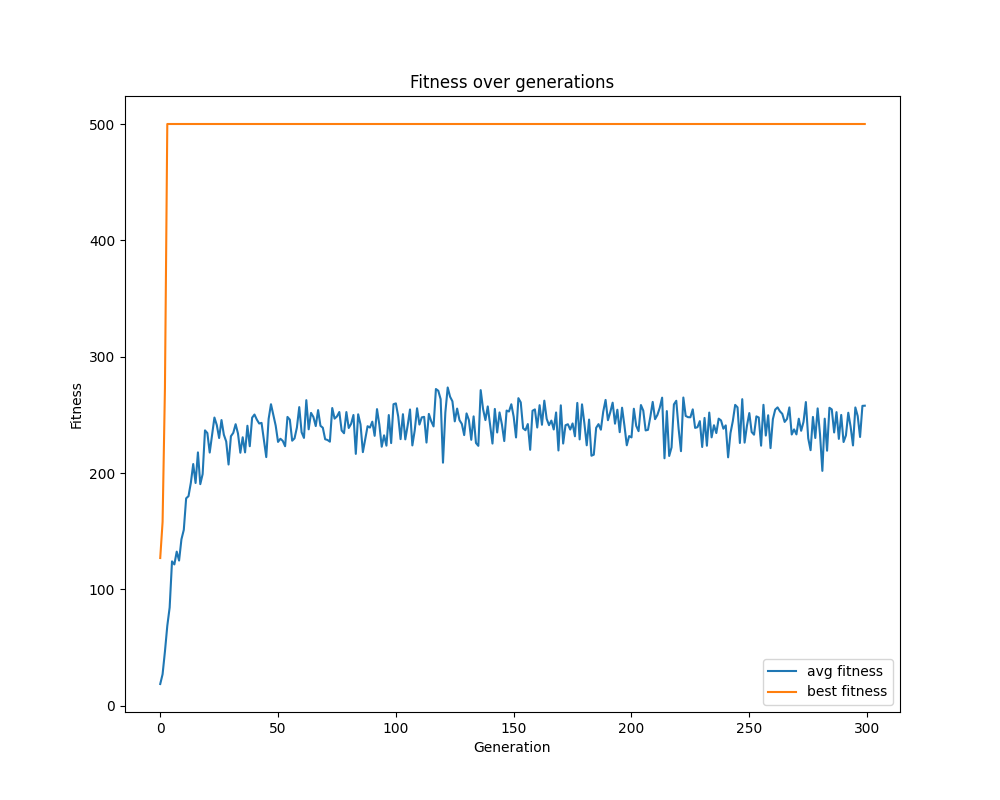 Fitness over generations
500
400
300
200
100
0
Fitness
0 50 100 150 200 250 300
Generation
avg fitness
best fitness